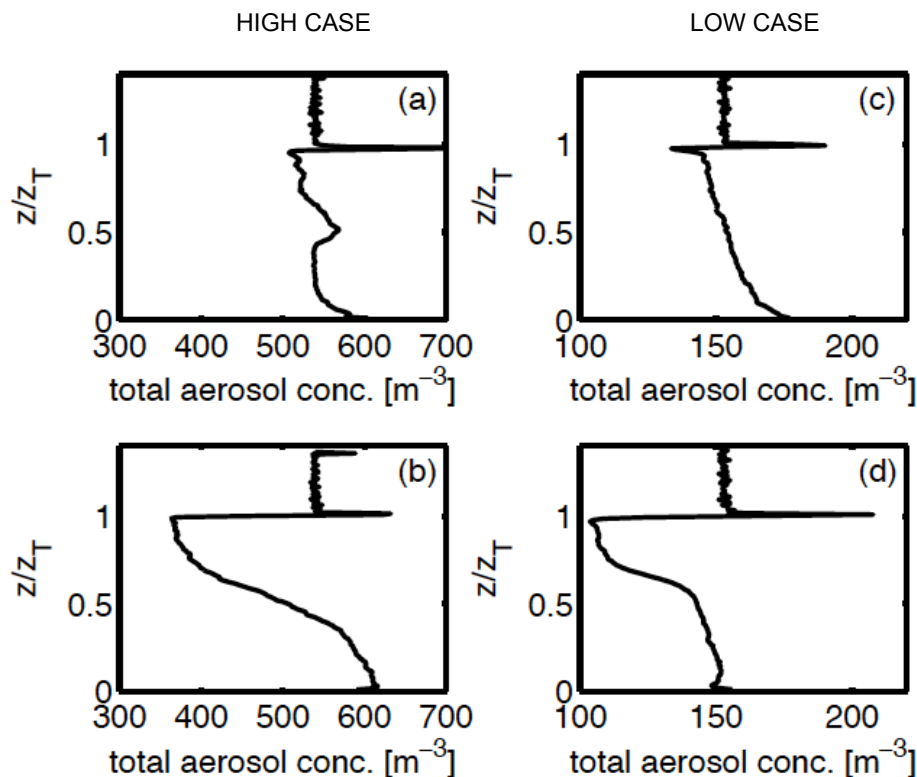 HIGH CASE
LOW CASE
(a)
1
0.5
0
z/z_T
300 400 500 600 700
total aerosol conc. [m^−3]
(c)
1
0.5
0
z/z_T
100 150 200
total aerosol conc. [m^−3]
(b)
1
0.5
0
z/z_T
300 400 500 600 700
total aerosol conc. [m^−3]
(d)
1
0.5
0
z/z_T
100 150 200
total aerosol conc. [m^−3]